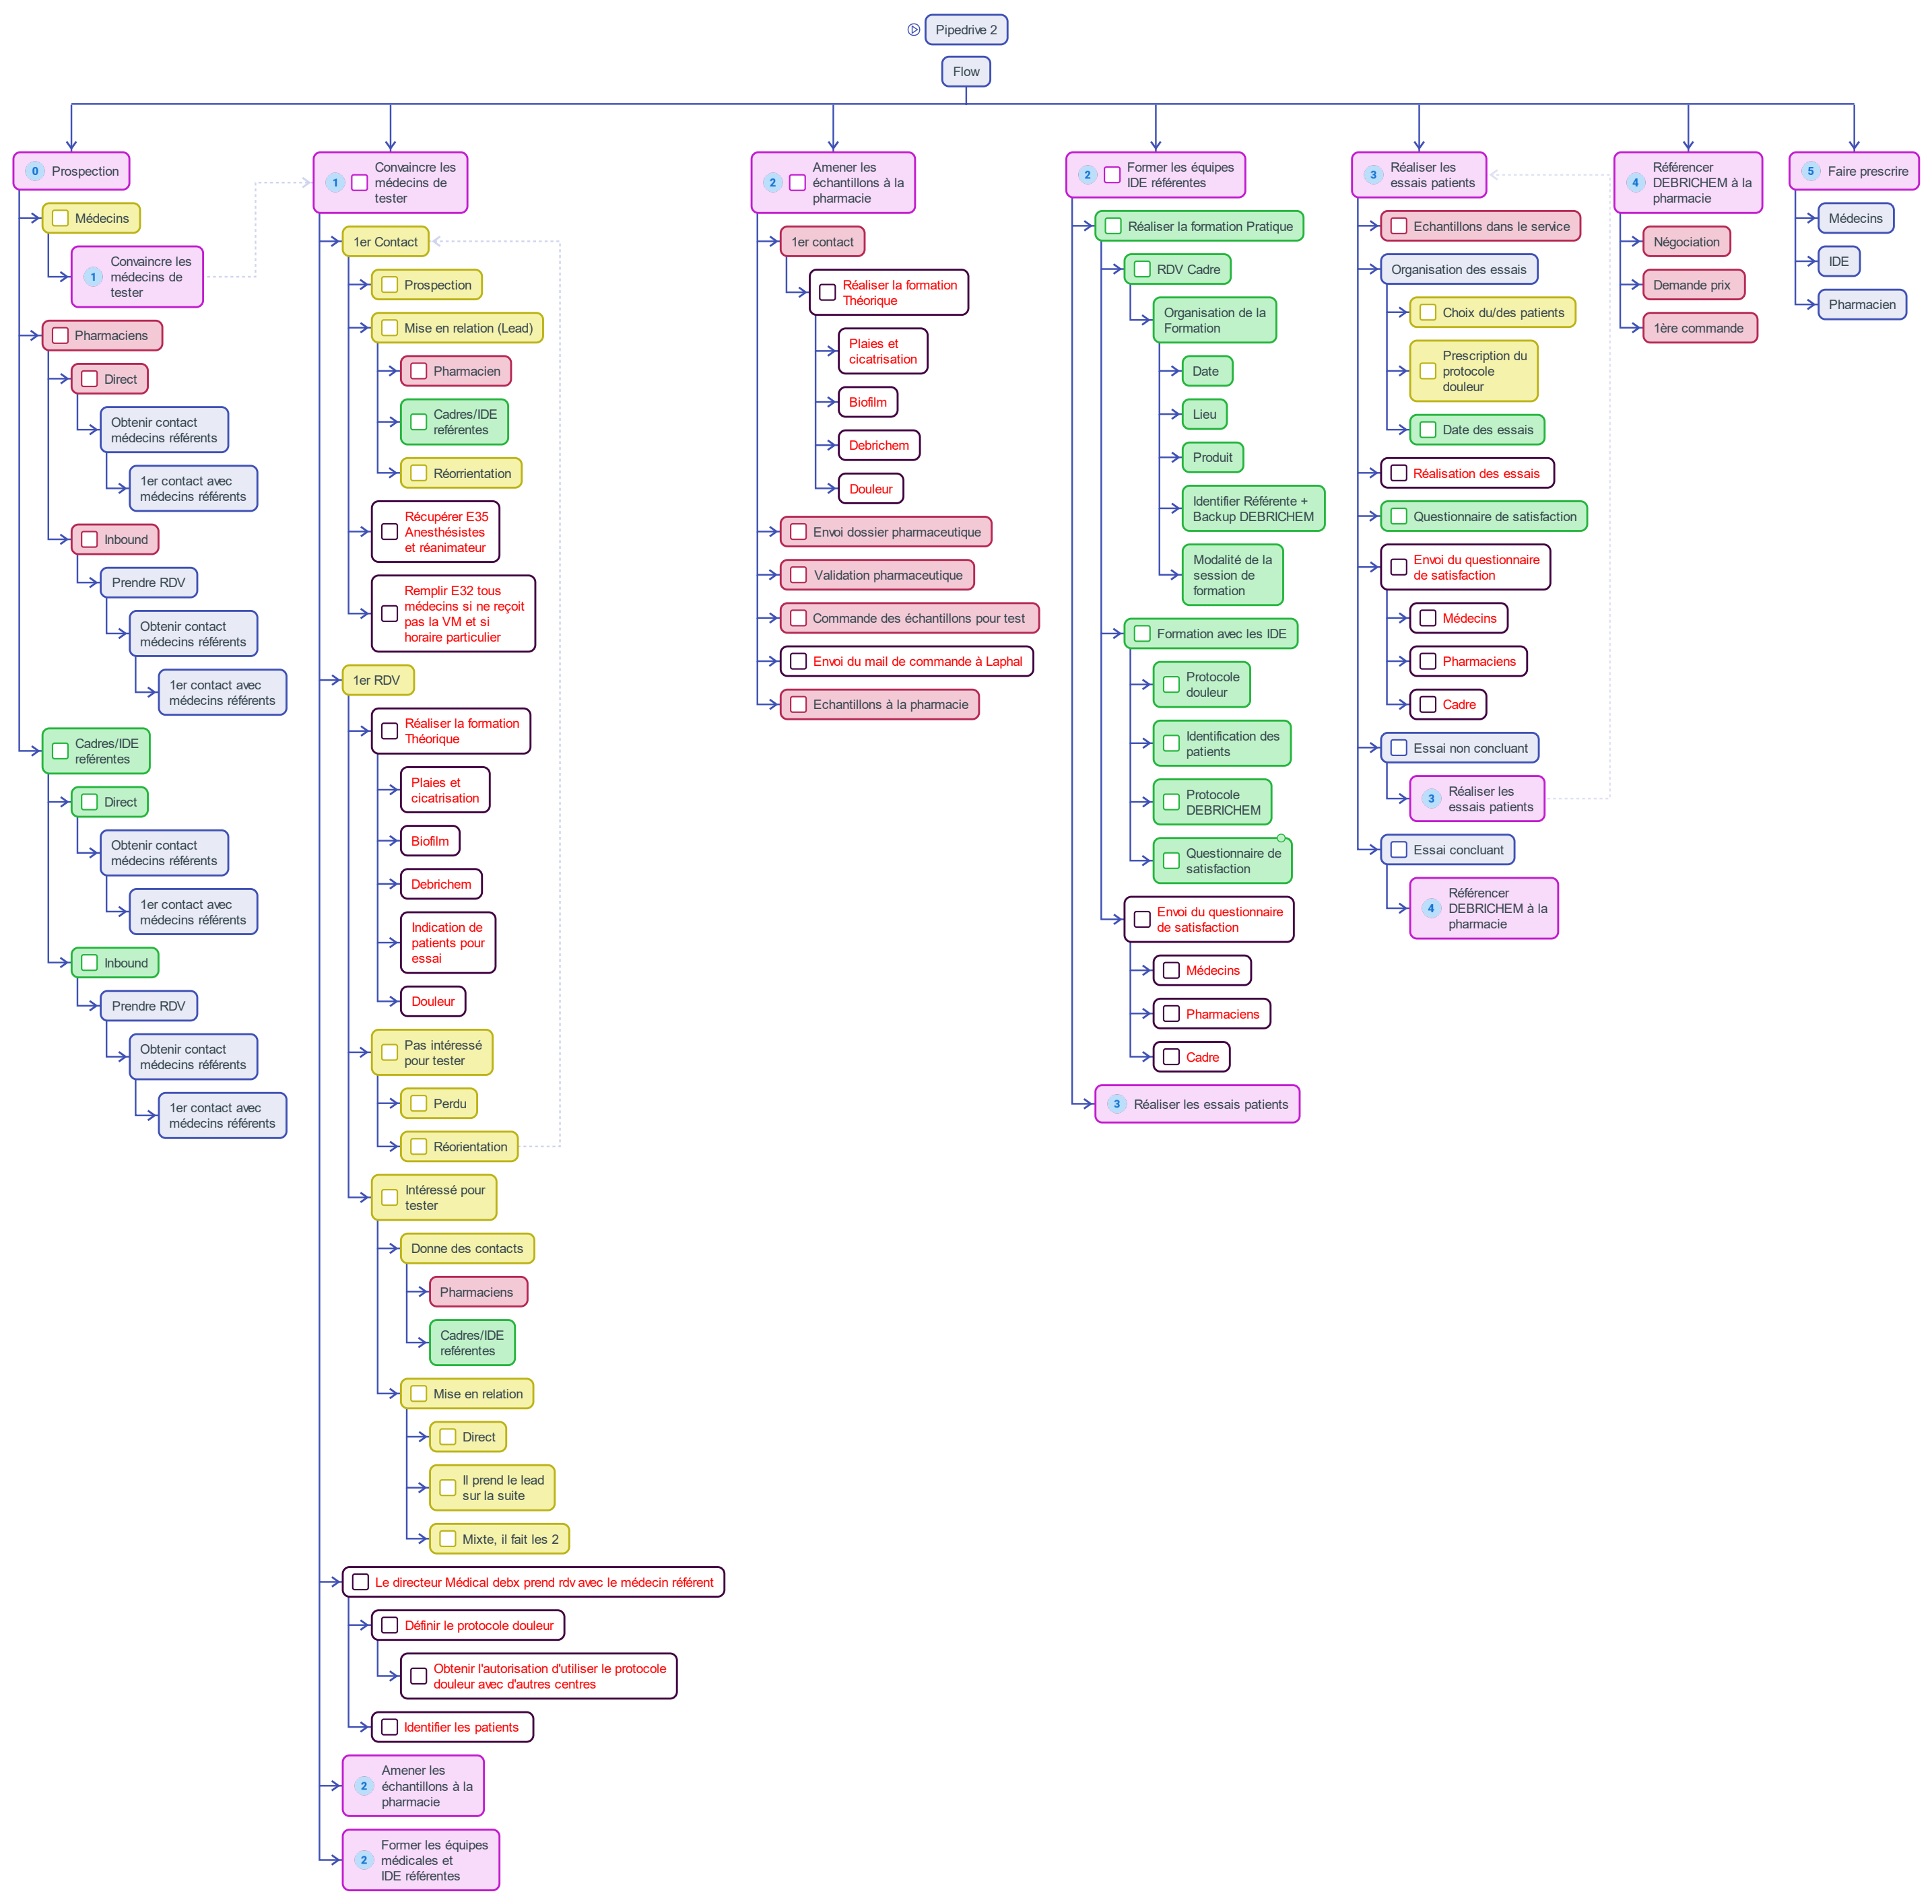 Pipedrive 2
Flow
0
Prospection
Médecins
1
Convaincre les
médecins de
tester
Pharmaciens
Direct
Obtenir contact
médecins référents
1er contact avec
médecins référents
Inbound
Prendre RDV
Obtenir contact
médecins référents
1er contact avec
médecins référents
Cadres/IDE
reférentes
Direct
Obtenir contact
médecins référents
1er contact avec
médecins référents
Inbound
Prendre RDV
Obtenir contact
médecins référents
1er contact avec
médecins référents
1
Convaincre les
médecins de
tester
1er Contact
Prospection
Mise en relation (Lead)
Pharmacien
Cadres/IDE
reférentes
Réorrientation
Récupérer E35
Anesthésistes
et réanimateur
Remplir E32 tous
médecins si ne reçoit
pas la VM et si
horaire particulier
1er RDV
Réaliser la formation
Théorique
Plaies et
cicatrisation
Biofilm
Debrichem
Indication de
patients pour
essai
Douleur
Pas intéressé
pour tester
Perdu
Réorientation
Intéressé pour
tester
Donne des contacts
Pharmaciens
Cadres/IDE
reférentes
Mise en relation
Direct
Il prend le lead
sur la suite
Mixte, il fait les 2
Le directeur Médical debx prend rdv avec le médecin référent
Définir le protocole douleur
Obtenir l'autorisation d'utiliser le protocole
douleur avec d'autres centres
Identifier les patients
2
Amener les
échantillons à la
pharmacie
2
Former les équipes
médicales et
IDE référentes
2
Amener les
échantillons à la
pharmacie
1er contact
Réaliser la formation
Théorique
Plaies et
cicatrisation
Biofilm
Debrichem
Douleur
Envoi dossier pharmaceutique
Validation pharmaceutique
Commande des échantillons pour test
Envoi du mail de commande à Laphal
Echantillons à la pharmacie
2
Former les équipes
IDE référentes
Réaliser la formation Pratique
RDV Cadre
Organisation de la
Formation
Date
Lieu
Produit
Identifier Référente +
Backup DEBRICHEM
Modalité de la
session de
formation
Formation avec les IDE
Protocole
douleur
Identification des
patients
Protocole
DEBRICHEM
Questionnaire de
satisfaction
Envoi du questionnaire
de satisfaction
Médecins
Pharmaciens
Cadre
3
Réaliser les essais patients
3
Réaliser les
essais patients
Echantillons dans le service
Organisation des essais
Choix du/des patients
Prescription du
protocole
douleur
Date des essais
Réalisation des essais
Questionnaire de satisfaction
Envoi du questionnaire
de satisfaction
Médecins
Pharmaciens
Cadre
Essai non concluant
3
Réaliser les
essais patients
Essai concluant
4
Référencer
DEBRICHEM à la
pharmacie
4
Référencer
DEBRICHEM à la
pharmacie
Négociation
Demande prix
1ère commande
5
Faire prescrire
Médecins
IDE
Pharmacien